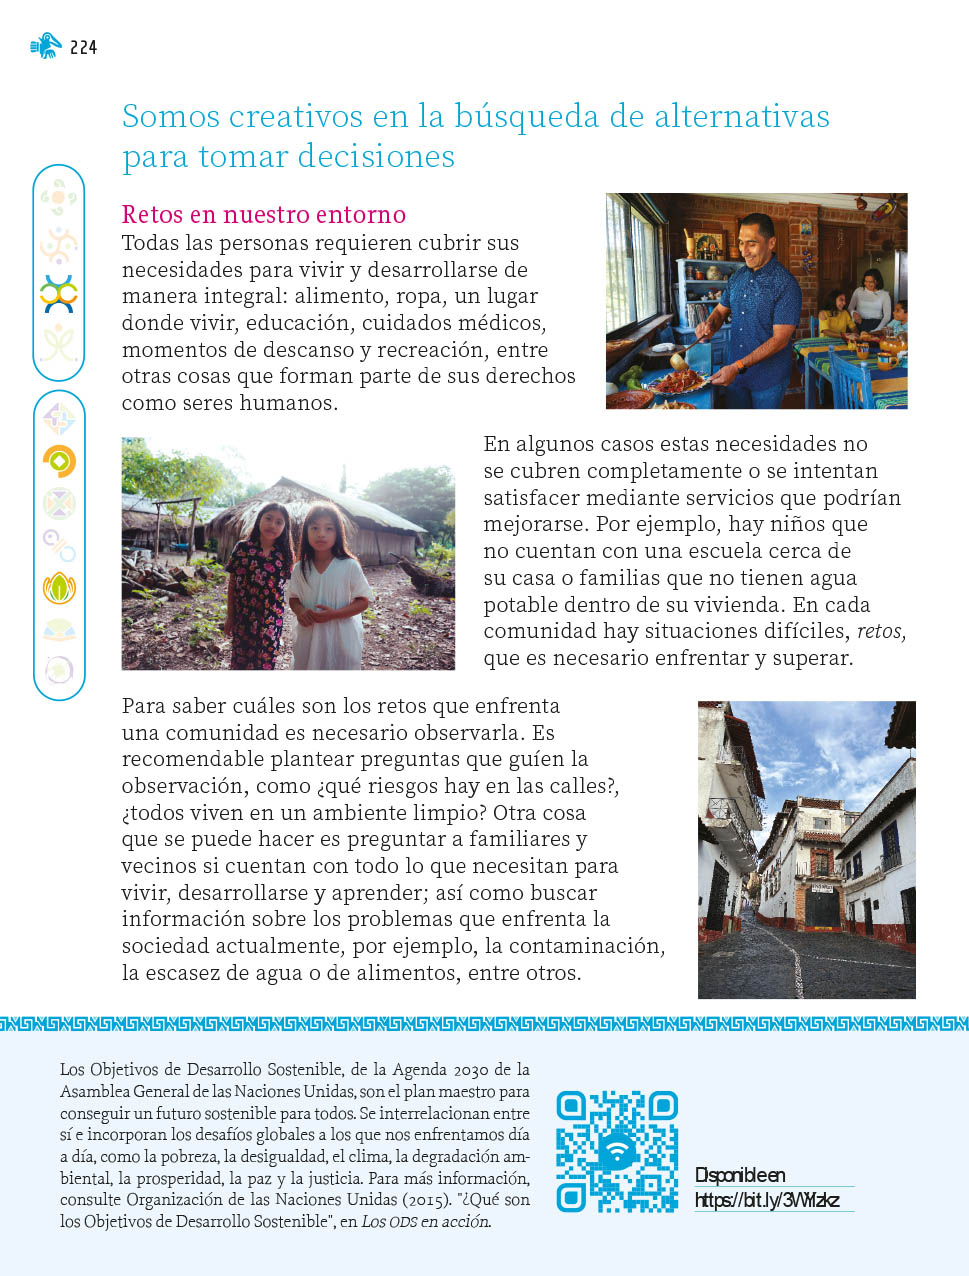 224
Somos creativos en la búsqueda de alternativas
para tomar decisiones
Retos en nuestro entorno
Todas las personas requieren cubrir sus
necesidades para vivir y desarrollarse de
manera integral: alimento, ropa, un lugar
donde vivir, educación, cuidados médicos,
momentos de descanso y recreación, entre
otras cosas que forman parte de sus derechos
como seres humanos.
En algunos casos estas necesidades no
se cubren completamente o se intentan
satisfacer mediante servicios que podrían
mejorarse. Por ejemplo, hay niños que
no cuentan con una escuela cerca de
su casa o familias que no tienen agua
potable dentro de su vivienda. En cada
comunidad hay situaciones difíciles, retos,
que es necesario enfrentar y superar.
Para saber cuáles son los retos que enfrenta
una comunidad es necesario observarla. Es
recomendable plantear preguntas que guíen la
observación, como ¿qué riesgos hay en las calles?,
¿todos viven en un ambiente limpio? Otra cosa
que se puede hacer es preguntar a familiares y
vecinos si cuentan con todo lo que necesitan para
vivir, desarrollarse y aprender; así como buscar
información sobre los problemas que enfrenta la
sociedad actualmente, por ejemplo, la contaminación,
la escasez de agua o de alimentos, entre otros.
Los Objetivos de Desarrollo Sostenible, de la Agenda 2030 de la
Asamblea General de las Naciones Unidas, son el plan maestro para
conseguir un futuro sostenible para todos. Se interrelacionan entre
sí e incorporan los desafíos globales a los que nos enfrentamos día
a día, como la pobreza, la desigualdad, el clima, la degradación am-
biental, la prosperidad, la paz y la justicia. Para más información,
consulte Organización de las Naciones Unidas (2015). "¿Qué son
los Objetivos de Desarrollo Sostenible", en Los ODS en acción.
Disponible en